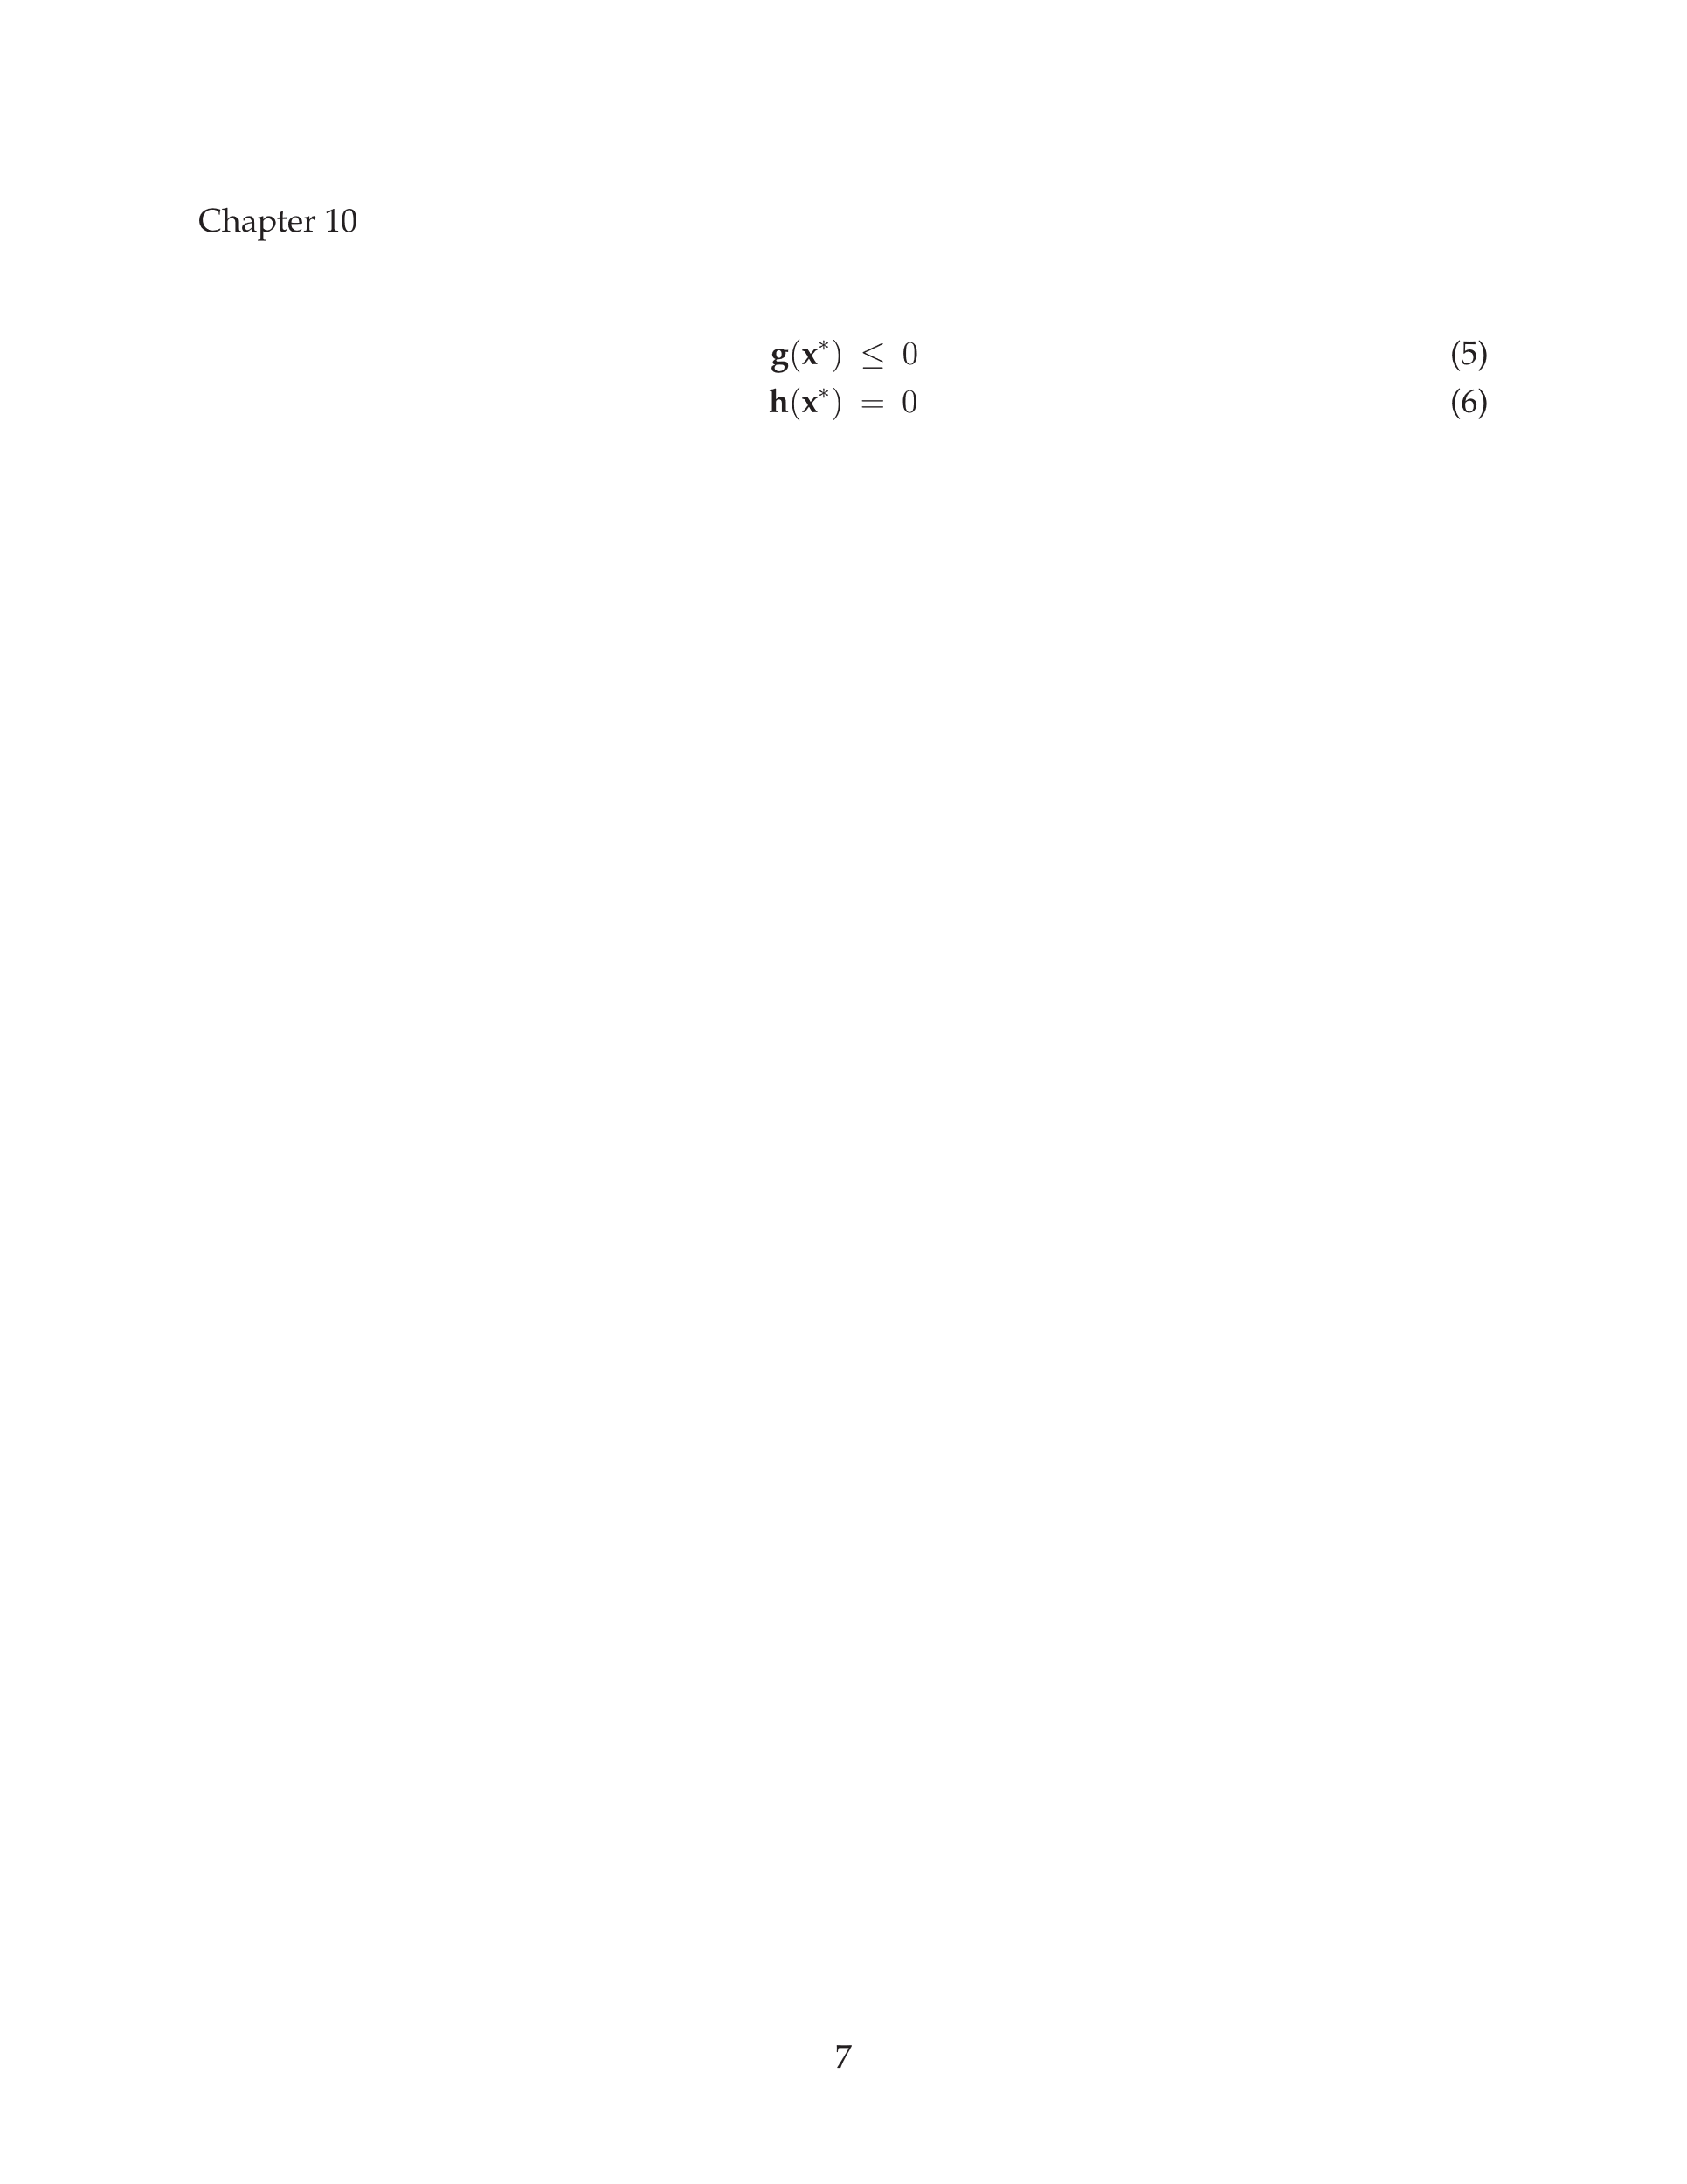 Chapter 10
g(x*) ≤ 0 (5)
h(x*) = 0 (6)
7